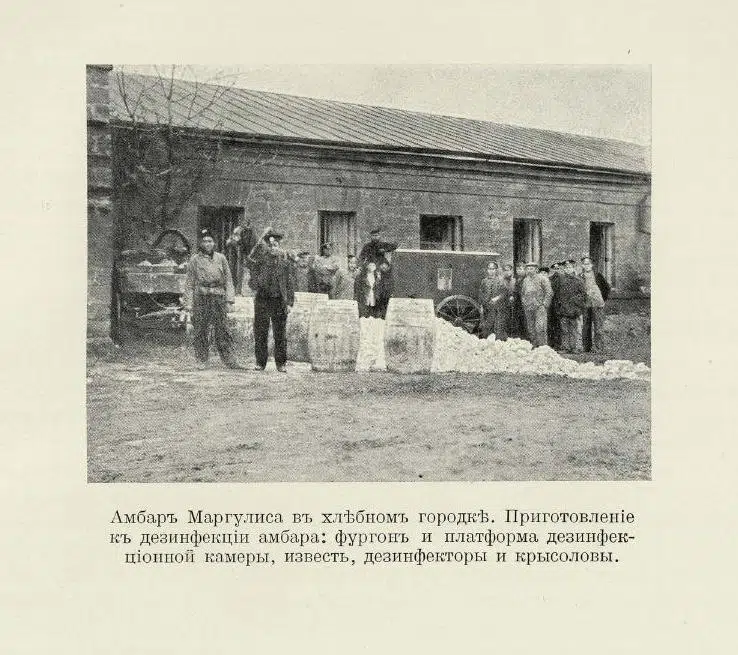 Амбаръ Маргулиса въ хлѣбномъ городкѣ. Приготовленіе
къ дезинфекціи амбара: фургонъ и платформа дезинфек-
ціонной камеры, известь, дезинфекторы и крысоловы.